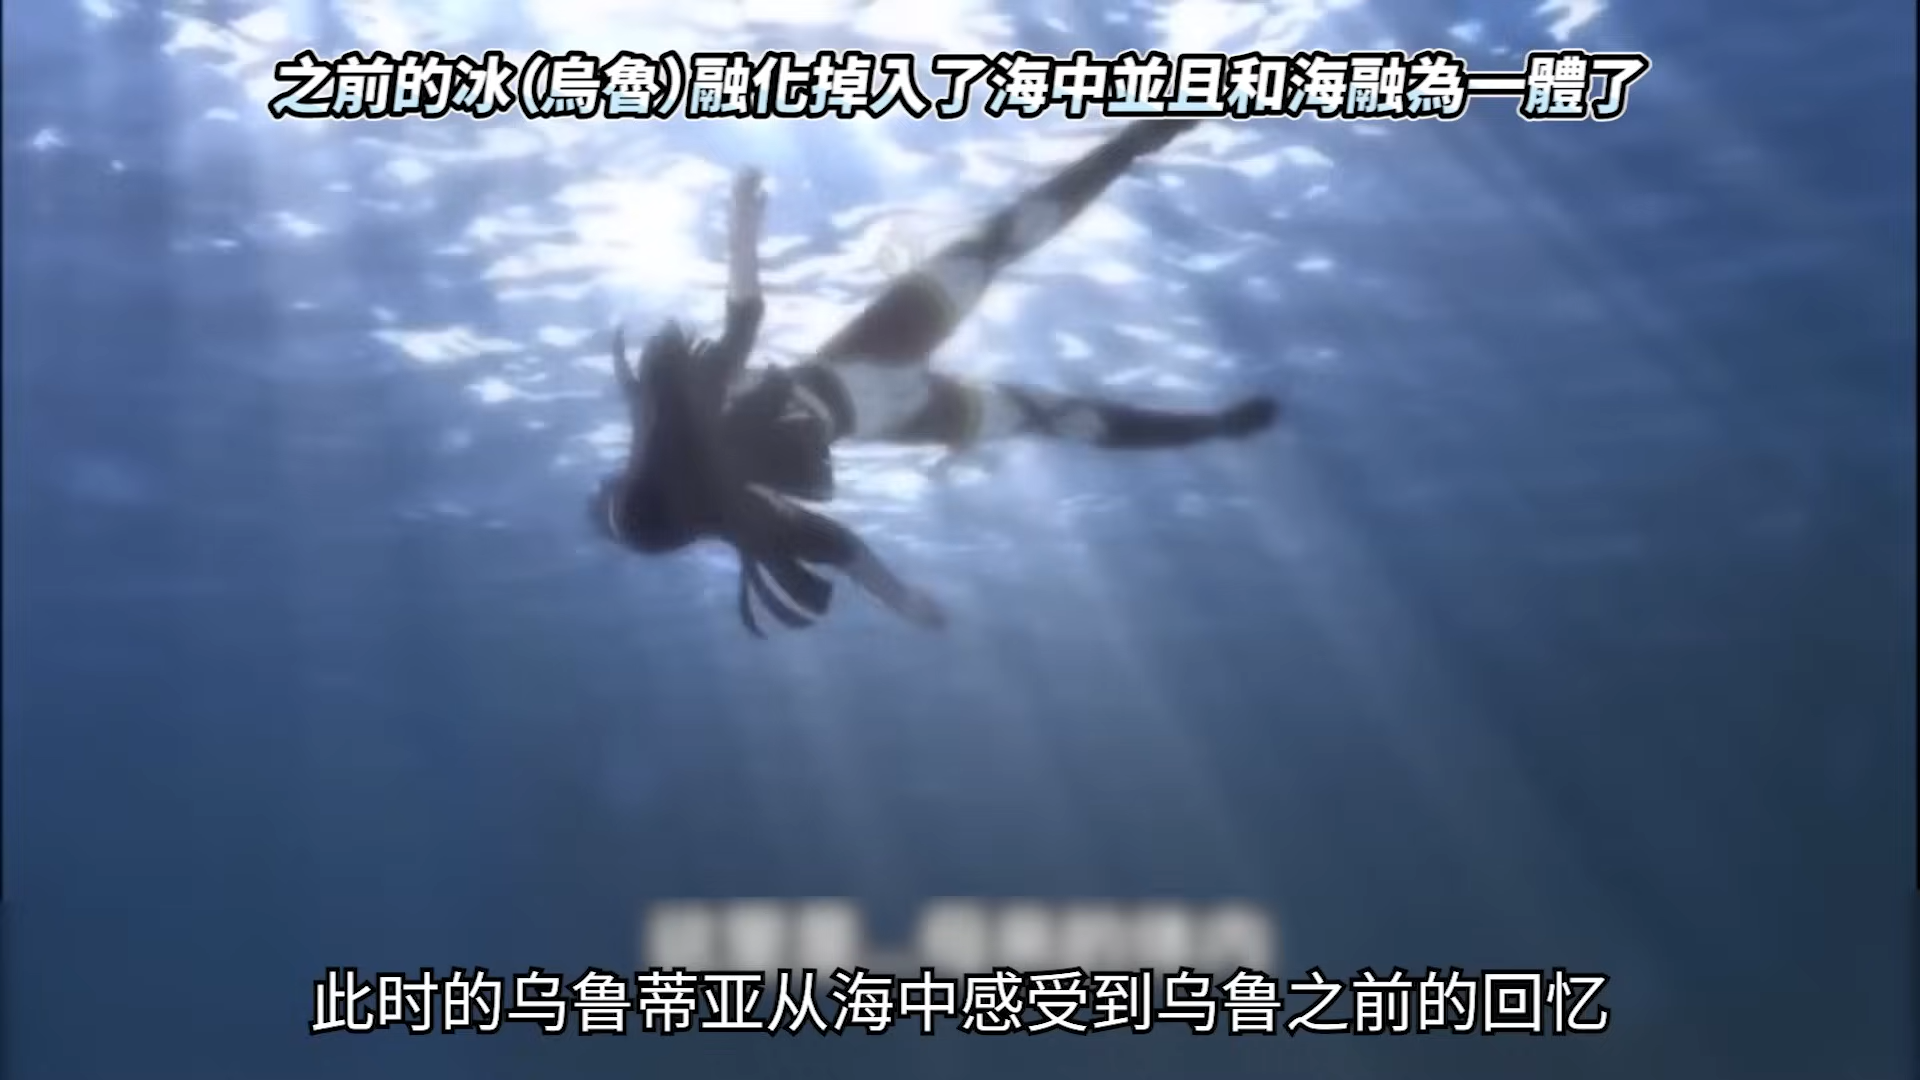 之前的冰(烏魯)融化掉入了海中並且和海融為一體了
此时的乌鲁蒂亚从海中感受到乌鲁之前的回忆